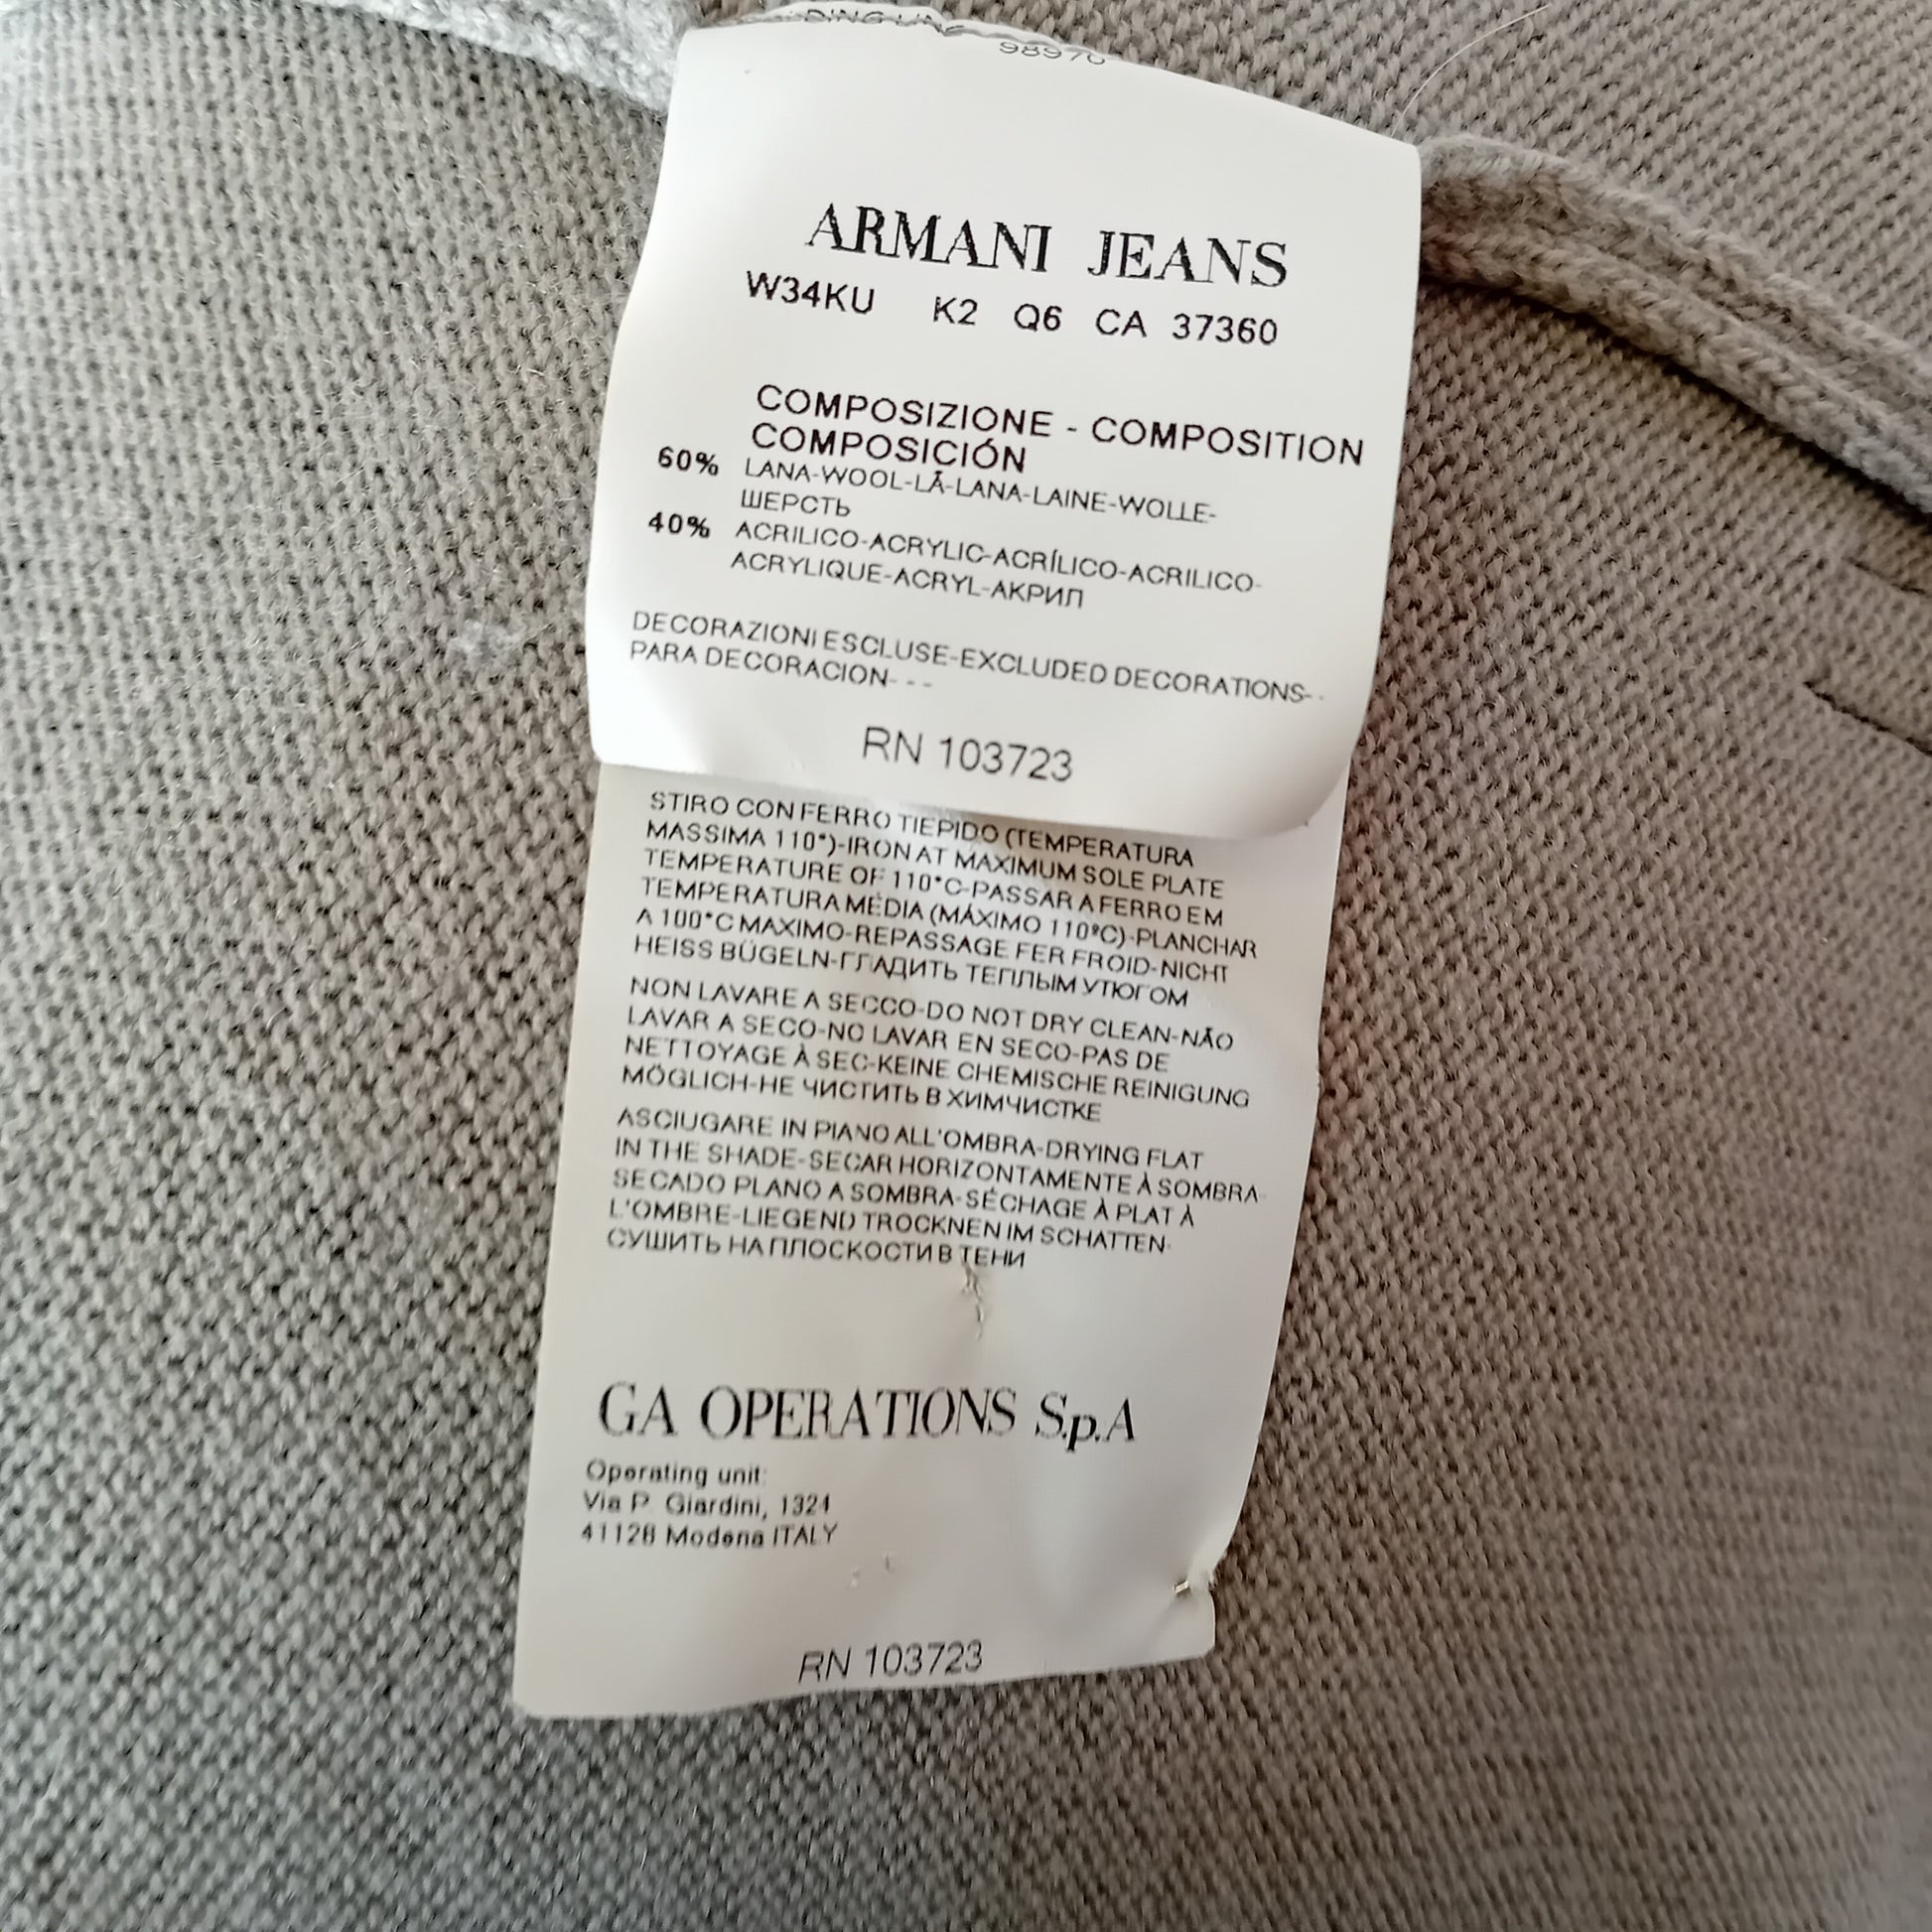 98970
ARMANI JEANS
W34KU K2 Q6 CA 37360
COMPOSIZIONE - COMPOSITION
COMPOSICIÓN
60% LANA-WOOL-LÃ-LANA-LAINE-WOLLE-
ШЕРСТЬ
40% ACRILICO-ACRYLIC-ACRÍLICO-ACRILICO-
ACRYLIQUE-ACRYL-АКРИЛ
DECORAZIONI ESCLUSE-EXCLUDED DECORATIONS- -
PARA DECORACION- - -
RN 103723
STIRO CON FERRO TIEPIDO (TEMPERATURA
MASSIMA 110°)-IRON AT MAXIMUM SOLE PLATE
TEMPERATURE OF 110°C-PASSAR A FERRO EM
TEMPERATURA MÉDIA (MÁXIMO 110ºC)-PLANCHAR
A 100°C MAXIMO-REPASSAGE FER FROID-NICHT
HEISS BÜGELN-ГЛАДИТЬ ТЕПЛЫМ УТЮГОМ
NON LAVARE A SECCO-DO NOT DRY CLEAN-NÃO
LAVAR A SECO-NO LAVAR EN SECO-PAS DE
NETTOYAGE À SEC-KEINE CHEMISCHE REINIGUNG
MÖGLICH-НЕ ЧИСТИТЬ В ХИМЧИСТКЕ
ASCIUGARE IN PIANO ALL'OMBRA-DRYING FLAT
IN THE SHADE-SECAR HORIZONTAMENTE À SOMBRA-
SECADO PLANO A SOMBRA-SÉCHAGE À PLAT À
L'OMBRE-LIEGEND TROCKNEN IM SCHATTEN-
СУШИТЬ НА ПЛОСКОСТИ В ТЕНИ
GA OPERATIONS S.p.A
Operating unit:
Via P. Giardini, 1324
41126 Modena ITALY
RN 103723